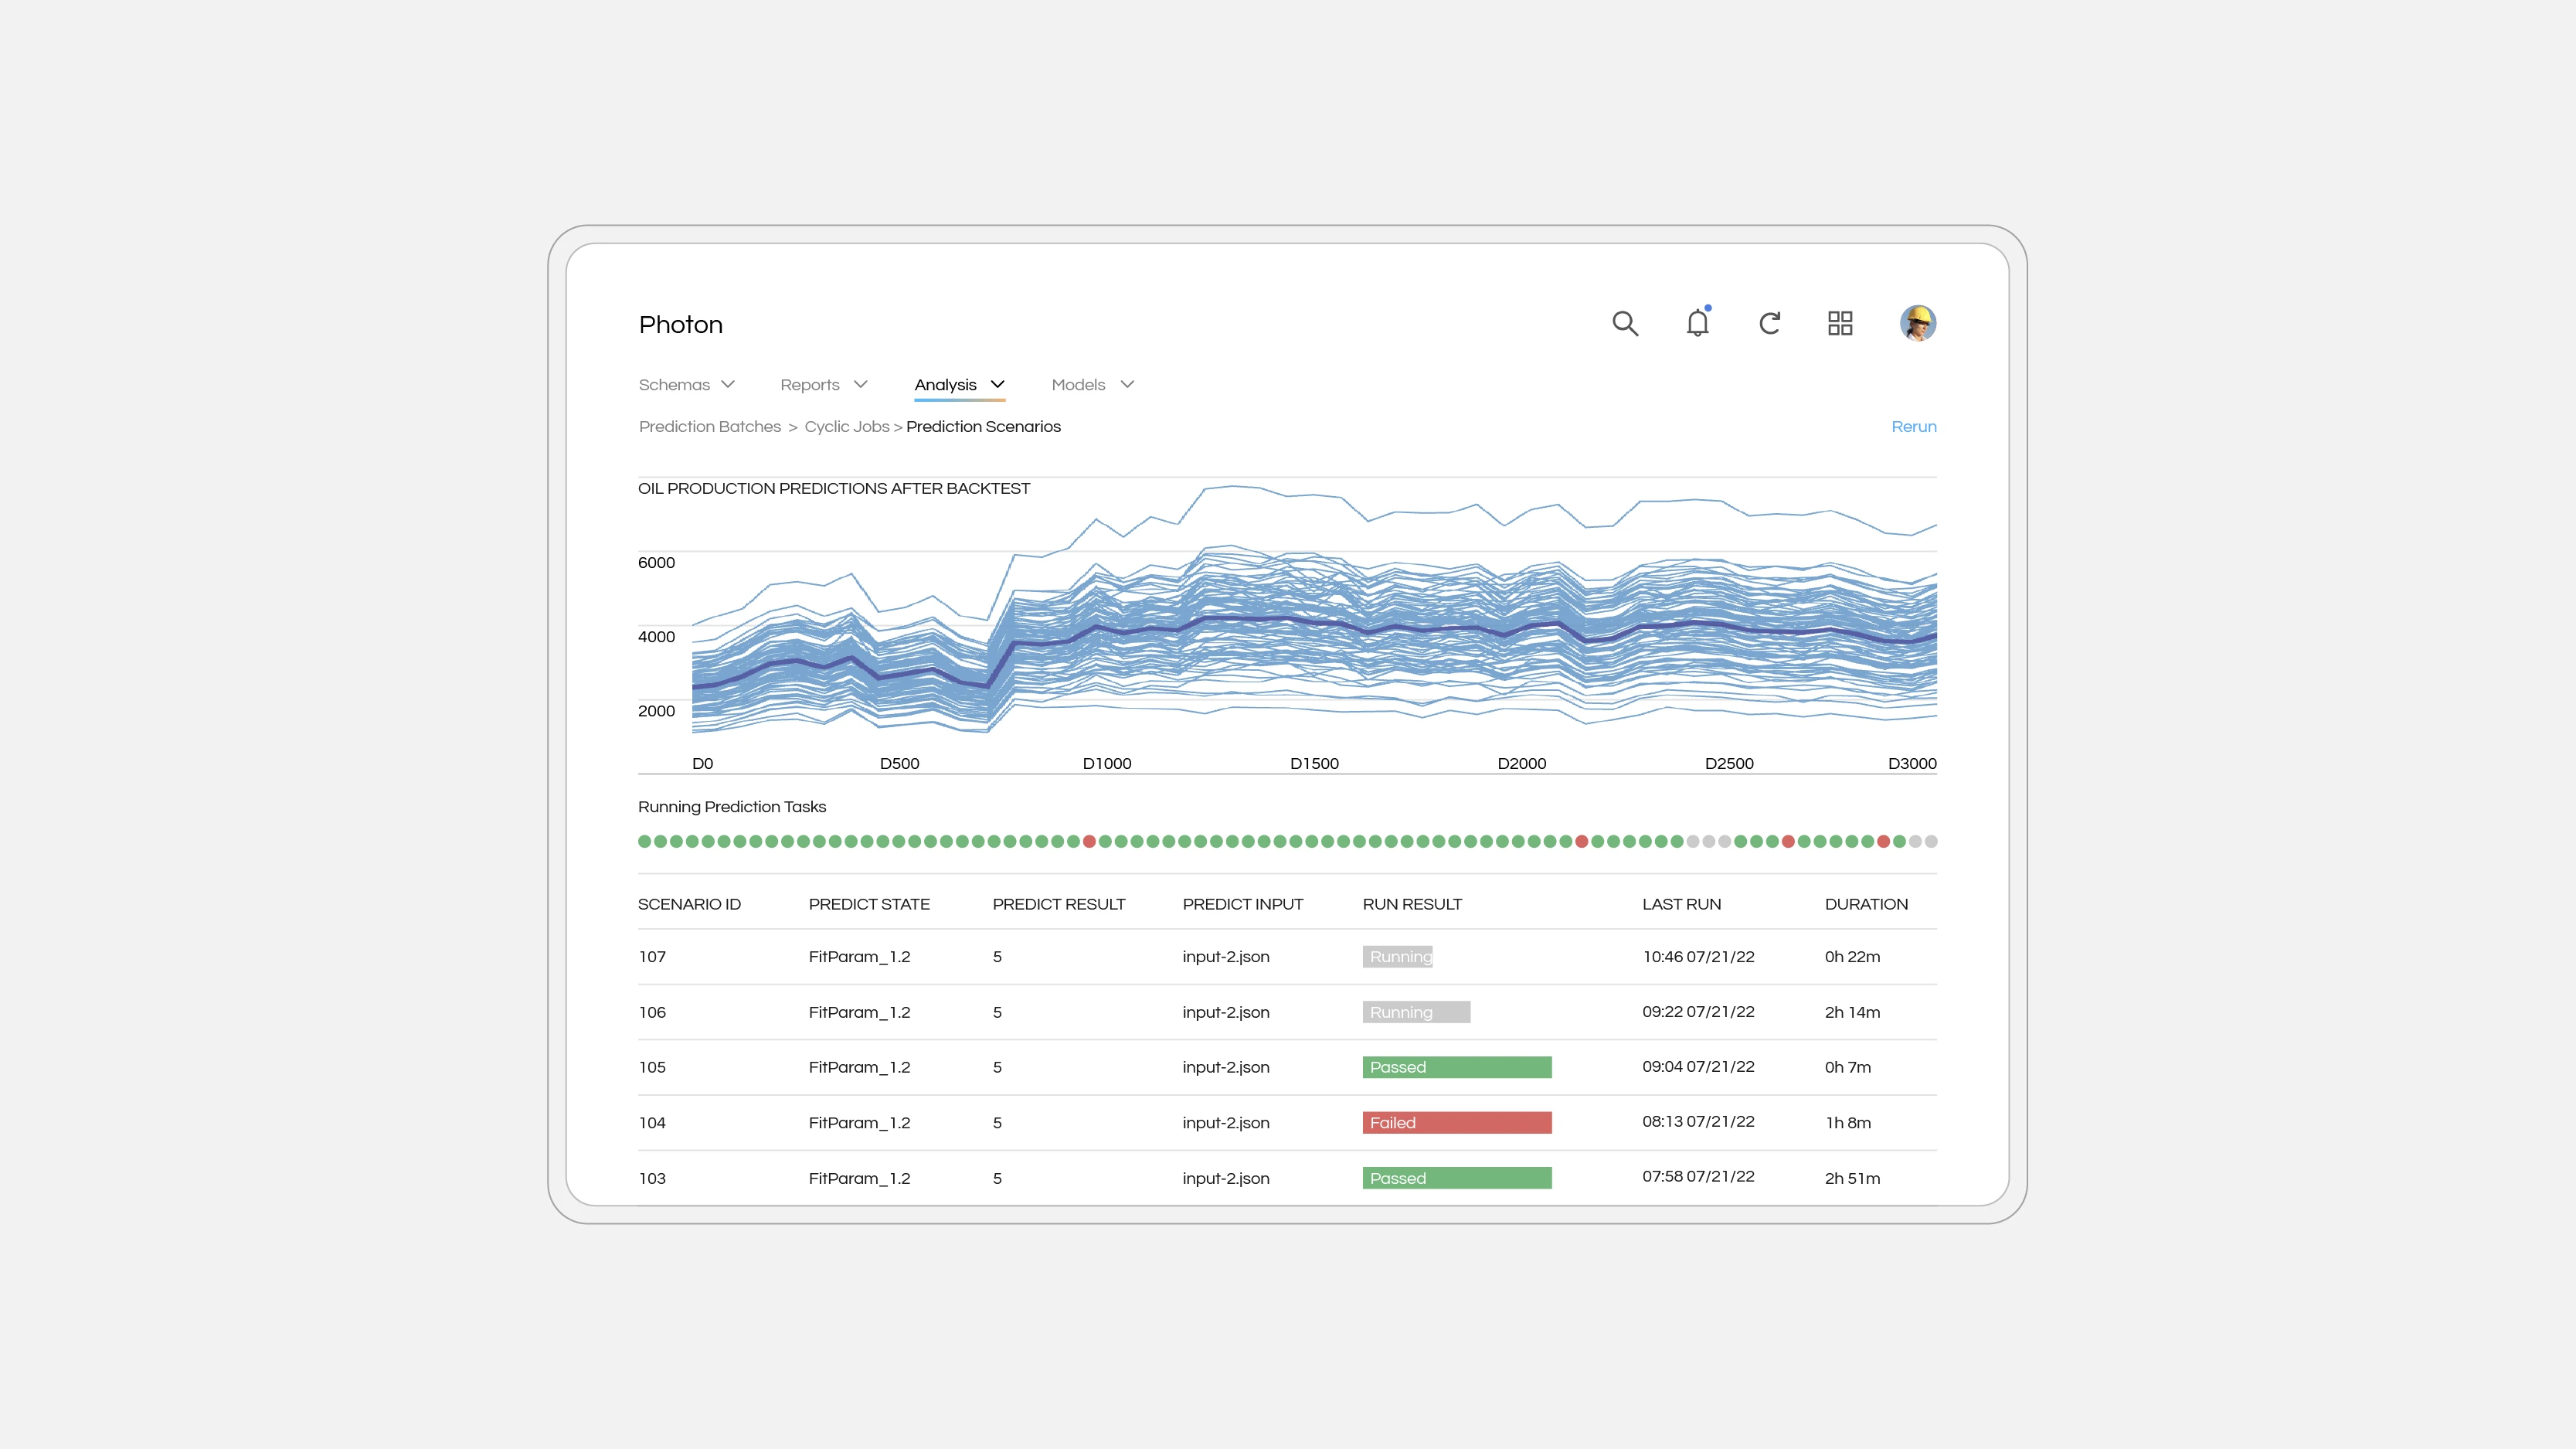 Photon
Schemas Reports Analysis Models
Prediction Batches > Cyclic Jobs > Prediction Scenarios Rerun
OIL PRODUCTION PREDICTIONS AFTER BACKTEST
6000
4000
2000
D0 D500 D1000 D1500 D2000 D2500 D3000
Running Prediction Tasks
SCENARIO ID PREDICT STATE PREDICT RESULT PREDICT INPUT RUN RESULT LAST RUN DURATION
107 FitParam_1.2 5 input-2.json Running 10:46 07/21/22 0h 22m
106 FitParam_1.2 5 input-2.json Running 09:22 07/21/22 2h 14m
105 FitParam_1.2 5 input-2.json Passed 09:04 07/21/22 0h 7m
104 FitParam_1.2 5 input-2.json Failed 08:13 07/21/22 1h 8m
103 FitParam_1.2 5 input-2.json Passed 07:58 07/21/22 2h 51m